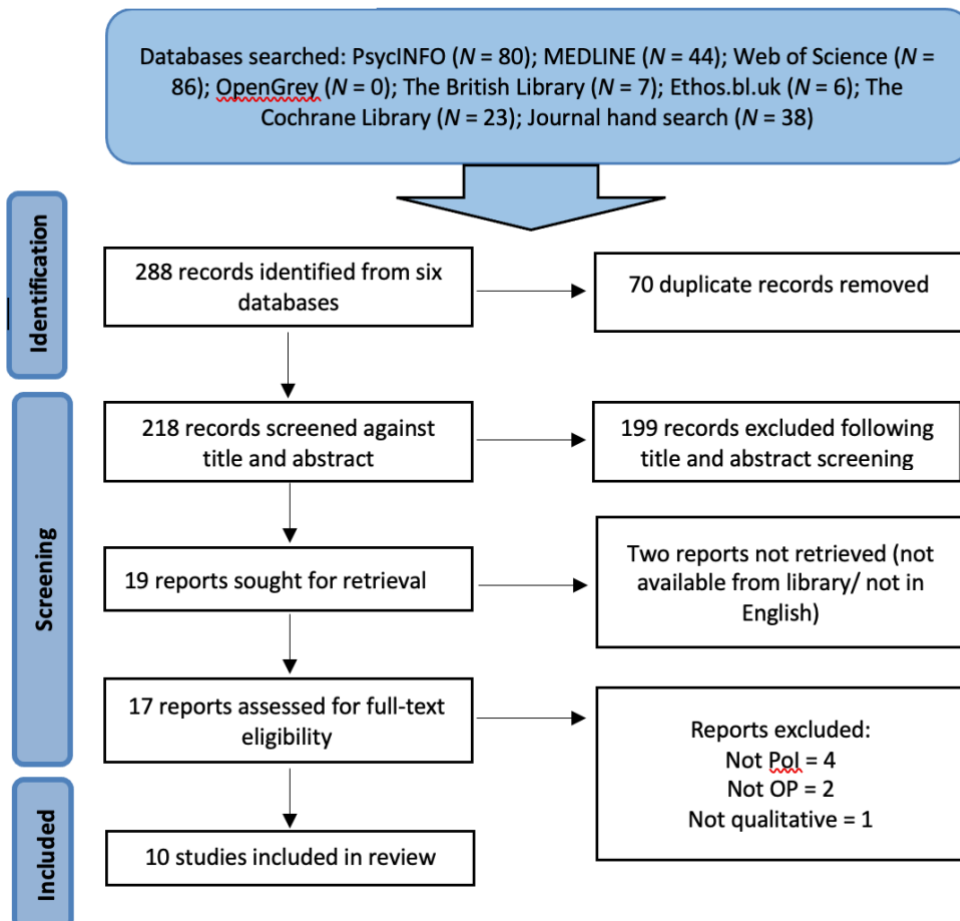 Databases searched: PsycINFO (N = 80); MEDLINE (N = 44); Web of Science (N =
86); OpenGrey (N = 0); The British Library (N = 7); Ethos.bl.uk (N = 6); The
Cochrane Library (N = 23); Journal hand search (N = 38)
Identification
288 records identified from six
databases
70 duplicate records removed
Screening
218 records screened against
title and abstract
199 records excluded following
title and abstract screening
19 reports sought for retrieval
Two reports not retrieved (not
available from library/ not in
English)
17 reports assessed for full-text
eligibility
Reports excluded:
Not PoI = 4
Not OP = 2
Not qualitative = 1
Included
10 studies included in review